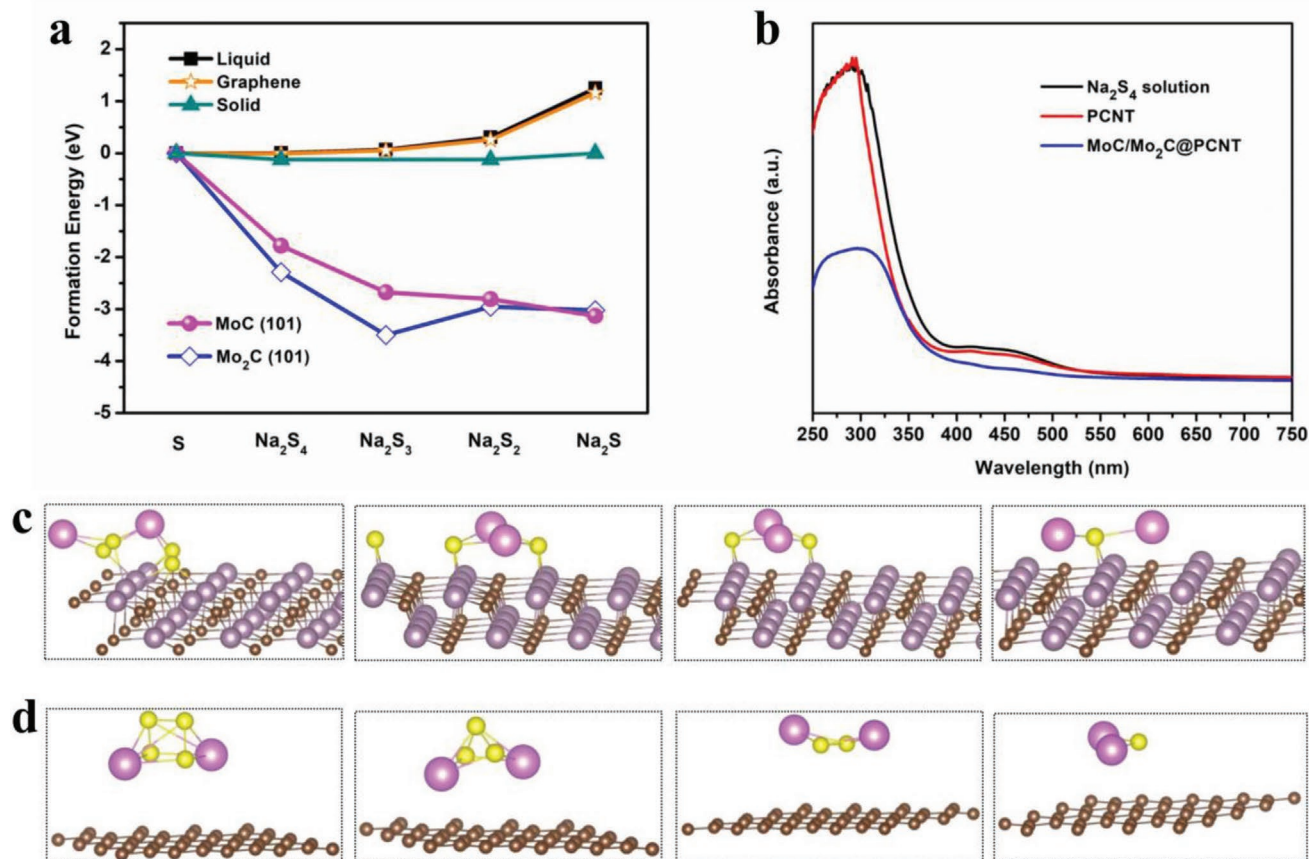 a
2
1
0
-1
-2
-3
-4
-5
Formation Energy (eV)
Liquid
Graphene
Solid
MoC (101)
Mo₂C (101)
S
Na₂S₄
Na₂S₃
Na₂S₂
Na₂S
b
Absorbance (a.u.)
Na₂S₄ solution
PCNT
MoC/Mo₂C@PCNT
250 300 350 400 450 500 550 600 650 700 750
Wavelength (nm)
c
d